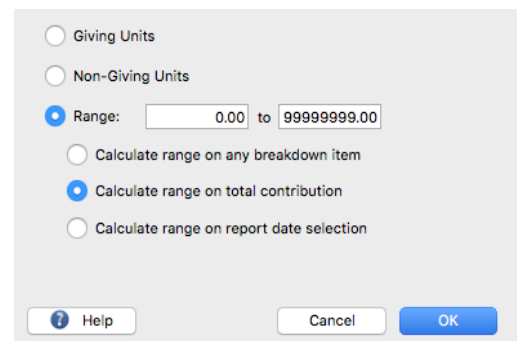 Giving Units
Non-Giving Units
Range: 0.00 to 99999999.00
Calculate range on any breakdown item
Calculate range on total contribution
Calculate range on report date selection
? Help Cancel OK